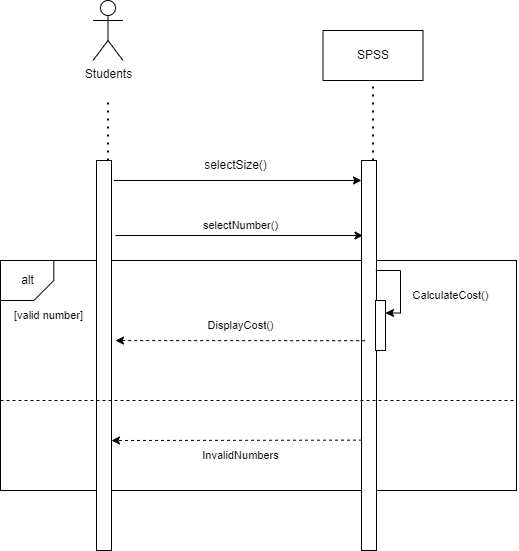 Students
SPSS
selectSize()
selectNumber()
alt
CalculateCost()
[valid number]
DisplayCost()
InvalidNumbers